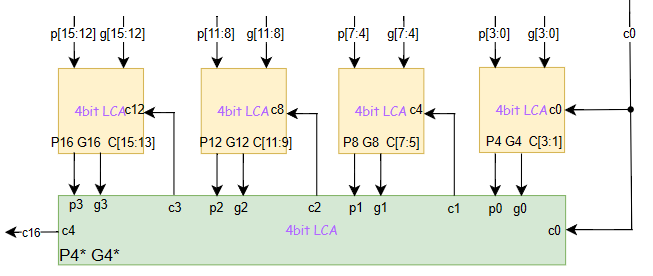 p[15:12] g[15:12] p[11:8] g[11:8] p[7:4] g[7:4] p[3:0] g[3:0] c0
4bit LCA c12 4bit LCA c8 4bit LCA c4 4bit LCA c0
P16 G16 C[15:13] P12 G12 C[11:9] P8 G8 C[7:5] P4 G4 C[3:1]
p3 g3 c3 p2 g2 c2 p1 g1 c1 p0 g0
c16 c4 4bit LCA c0
P4* G4*